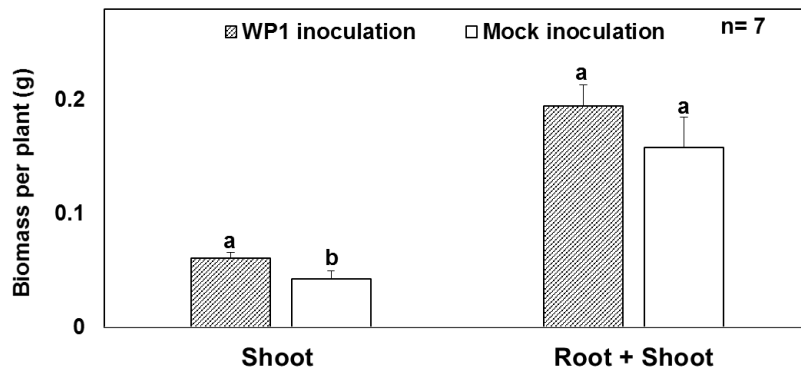 WP1 inoculation Mock inoculation n= 7
Biomass per plant (g)
0.2
0.1
0
a
b
a
a
Shoot Root + Shoot